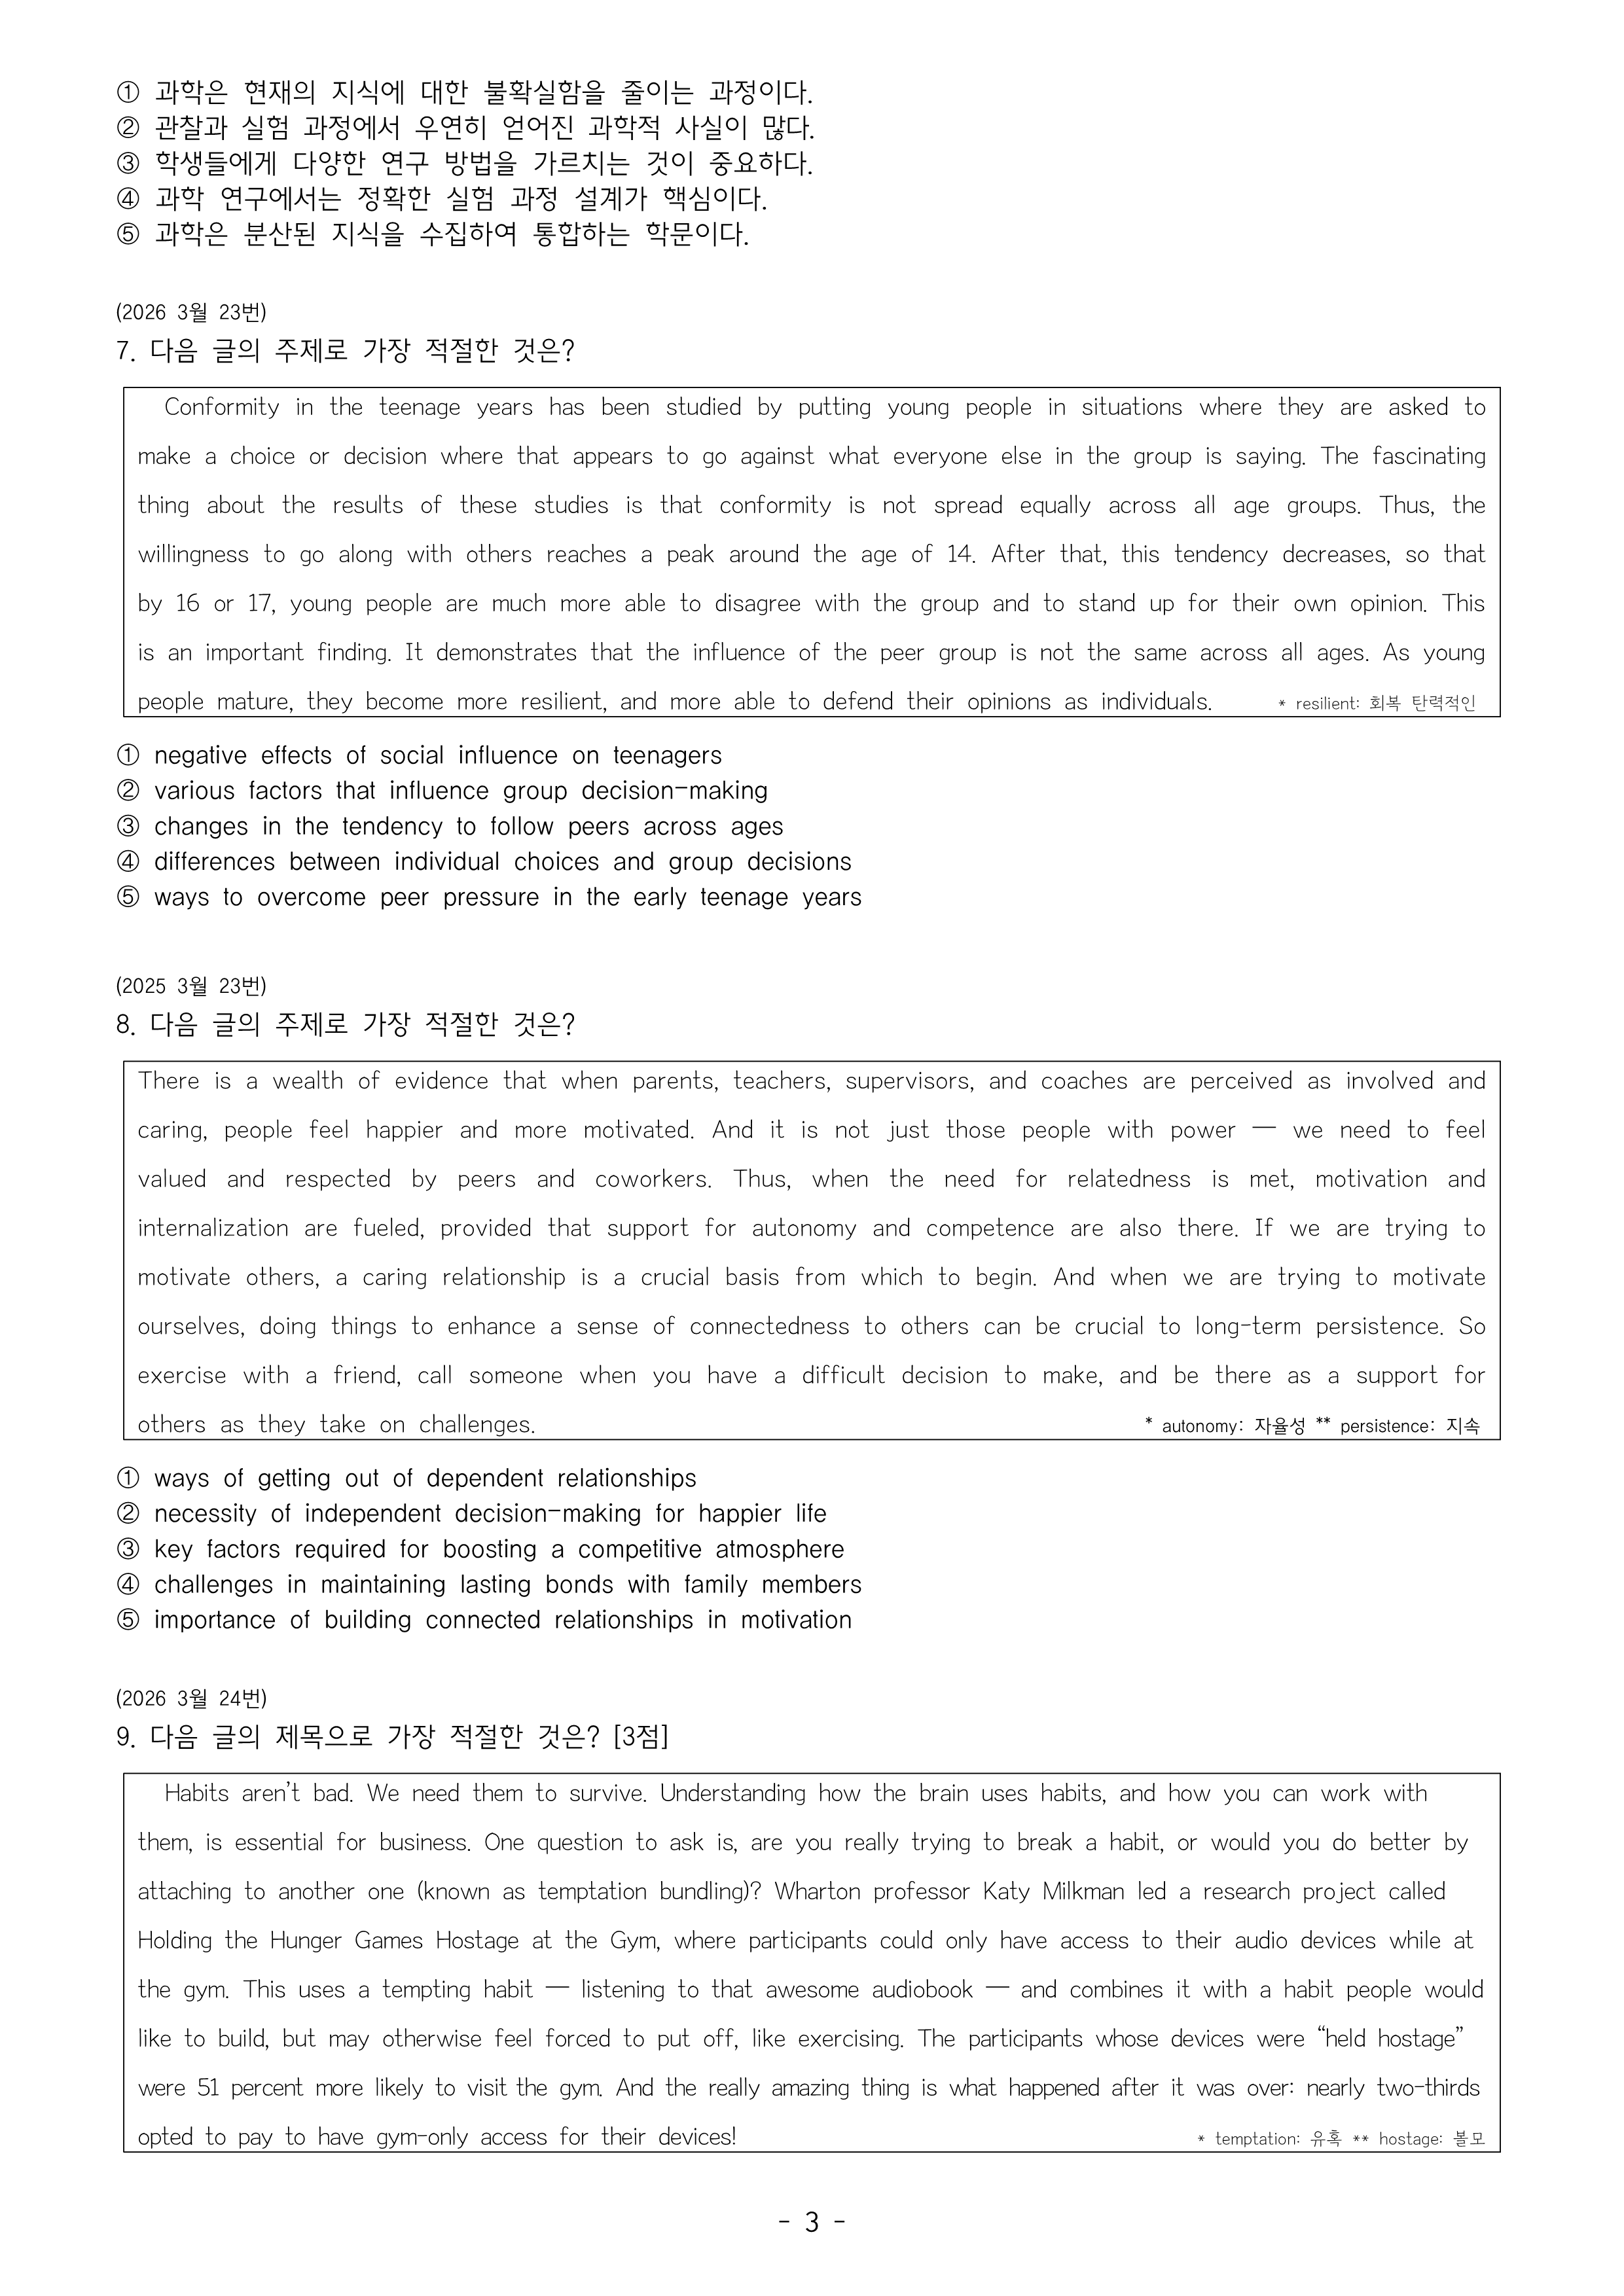 ① 과학은 현재의 지식에 대한 불확실함을 줄이는 과정이다.
② 관찰과 실험 과정에서 우연히 얻어진 과학적 사실이 많다.
③ 학생들에게 다양한 연구 방법을 가르치는 것이 중요하다.
④ 과학 연구에서는 정확한 실험 과정 설계가 핵심이다.
⑤ 과학은 분산된 지식을 수집하여 통합하는 학문이다.
(2026 3월 23번)
7. 다음 글의 주제로 가장 적절한 것은?
Conformity in the teenage years has been studied by putting young people in situations where they are asked to
make a choice or decision where that appears to go against what everyone else in the group is saying. The fascinating
thing about the results of these studies is that conformity is not spread equally across all age groups. Thus, the
willingness to go along with others reaches a peak around the age of 14. After that, this tendency decreases, so that
by 16 or 17, young people are much more able to disagree with the group and to stand up for their own opinion. This
is an important finding. It demonstrates that the influence of the peer group is not the same across all ages. As young
people mature, they become more resilient, and more able to defend their opinions as individuals. * resilient: 회복 탄력적인
① negative effects of social influence on teenagers
② various factors that influence group decision-making
③ changes in the tendency to follow peers across ages
④ differences between individual choices and group decisions
⑤ ways to overcome peer pressure in the early teenage years
(2025 3월 23번)
8. 다음 글의 주제로 가장 적절한 것은?
There is a wealth of evidence that when parents, teachers, supervisors, and coaches are perceived as involved and
caring, people feel happier and more motivated. And it is not just those people with power — we need to feel
valued and respected by peers and coworkers. Thus, when the need for relatedness is met, motivation and
internalization are fueled, provided that support for autonomy and competence are also there. If we are trying to
motivate others, a caring relationship is a crucial basis from which to begin. And when we are trying to motivate
ourselves, doing things to enhance a sense of connectedness to others can be crucial to long-term persistence. So
exercise with a friend, call someone when you have a difficult decision to make, and be there as a support for
others as they take on challenges. * autonomy: 자율성 ** persistence: 지속
① ways of getting out of dependent relationships
② necessity of independent decision-making for happier life
③ key factors required for boosting a competitive atmosphere
④ challenges in maintaining lasting bonds with family members
⑤ importance of building connected relationships in motivation
(2026 3월 24번)
9. 다음 글의 제목으로 가장 적절한 것은? [3점]
Habits aren't bad. We need them to survive. Understanding how the brain uses habits, and how you can work with
them, is essential for business. One question to ask is, are you really trying to break a habit, or would you do better by
attaching to another one (known as temptation bundling)? Wharton professor Katy Milkman led a research project called
Holding the Hunger Games Hostage at the Gym, where participants could only have access to their audio devices while at
the gym. This uses a tempting habit — listening to that awesome audiobook — and combines it with a habit people would
like to build, but may otherwise feel forced to put off, like exercising. The participants whose devices were “held hostage”
were 51 percent more likely to visit the gym. And the really amazing thing is what happened after it was over: nearly two-thirds
opted to pay to have gym-only access for their devices! * temptation: 유혹 ** hostage: 볼모
- 3 -